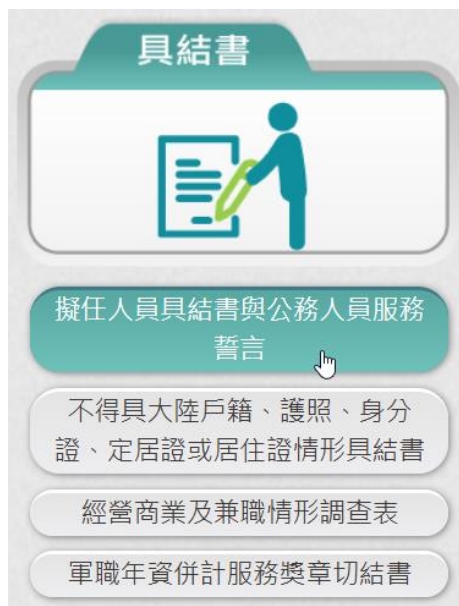 具結書
擬任人員具結書與公務人員服務
誓言
不得具大陸戶籍、護照、身分
證、定居證或居住證情形具結書
經營商業及兼職情形調查表
軍職年資併計服務獎章切結書